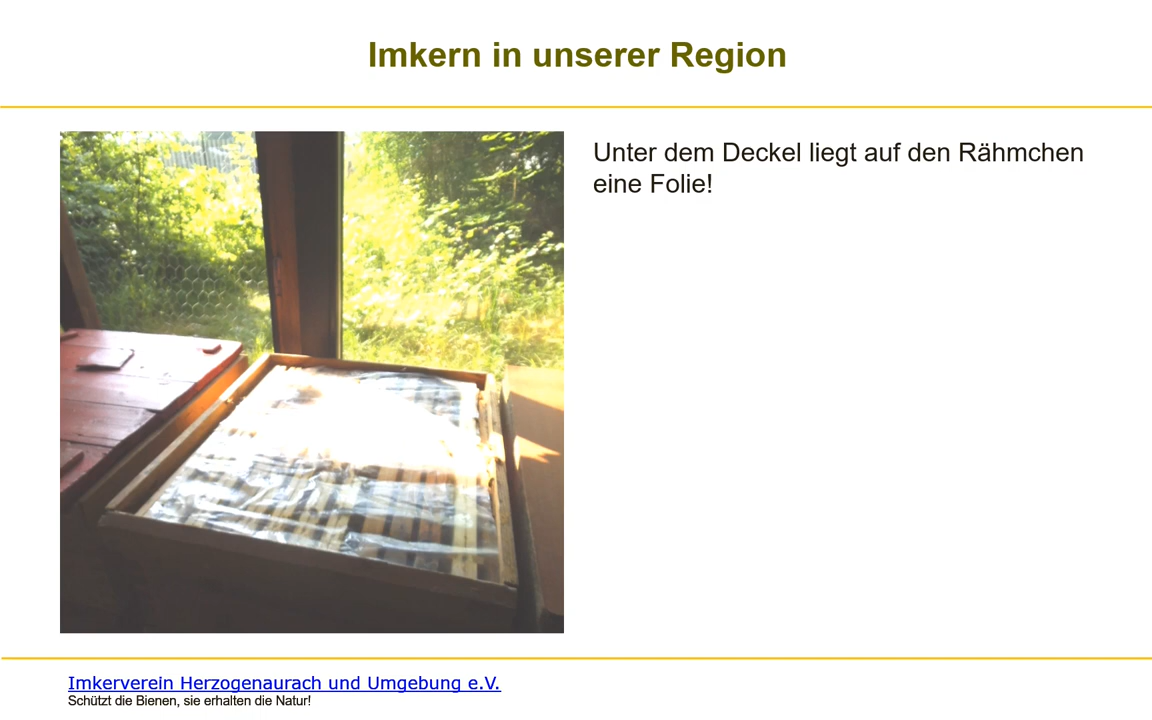 Imkern in unserer Region
Unter dem Deckel liegt auf den Rähmchen
eine Folie!
Imkerverein Herzogenaurach und Umgebung e.V.
Schützt die Bienen, sie erhalten die Natur!